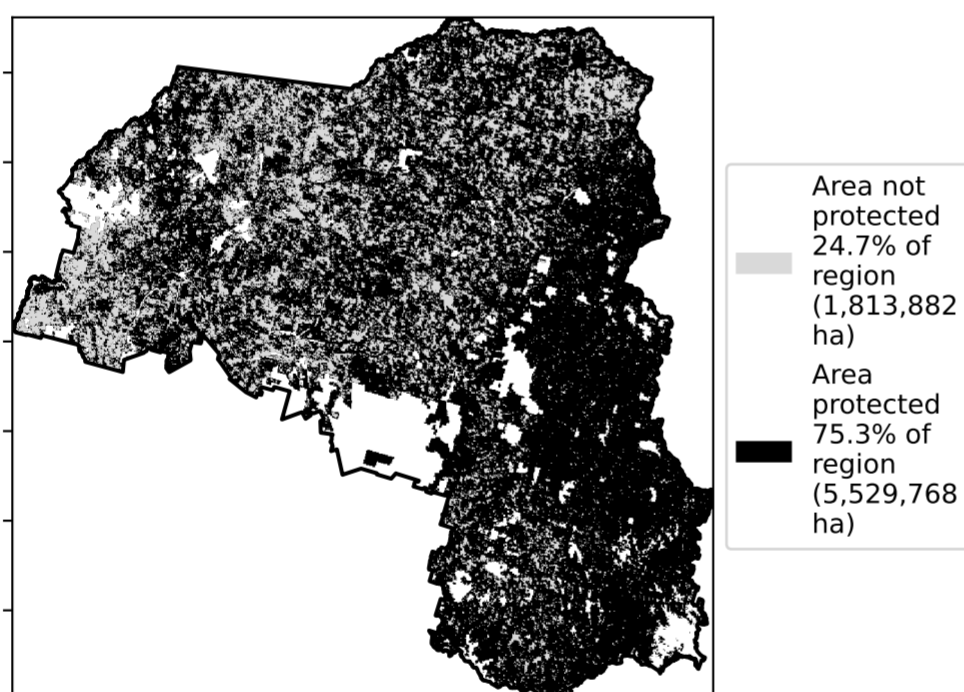 Area not
protected
24.7% of
region
(1,813,882
ha)
Area
protected
75.3% of
region
(5,529,768
ha)